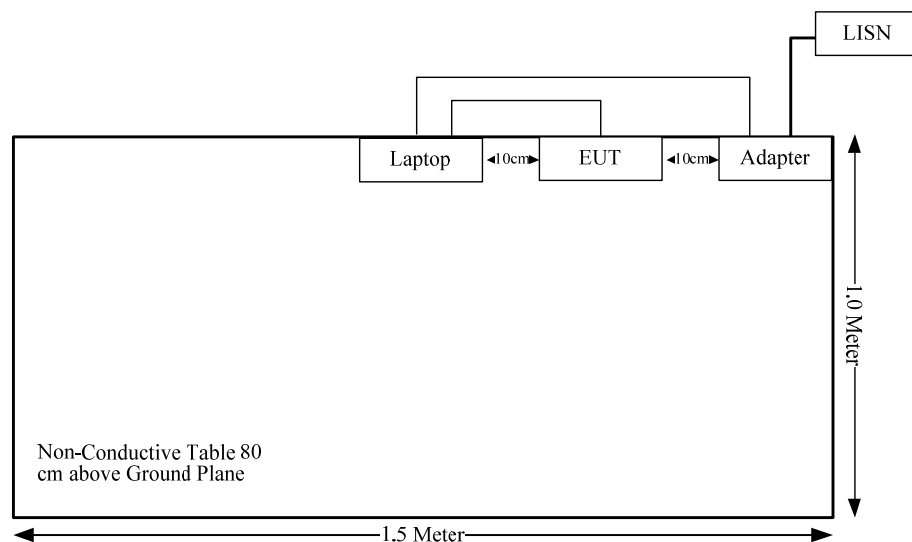 LISN
Laptop
10cm
EUT
10cm
Adapter
1.0 Meter
Non-Conductive Table 80
cm above Ground Plane
1.5 Meter